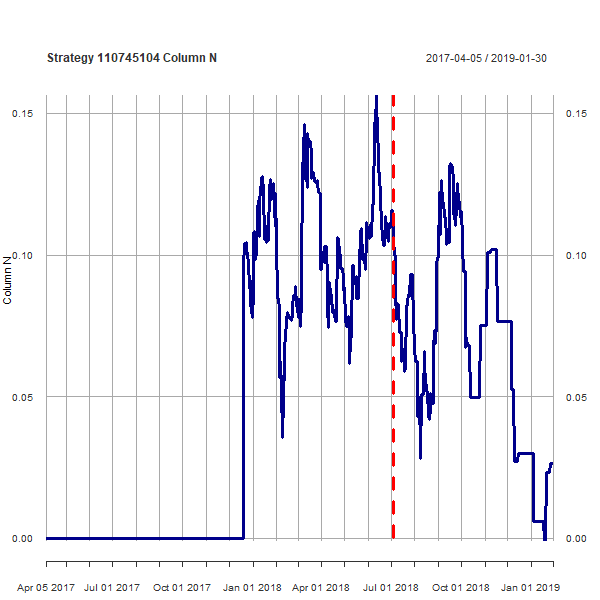 Strategy 110745104 Column N
2017-04-05 / 2019-01-30
0.15 0.15
0.10 0.10
Column N
0.05 0.05
0.00 0.00
Apr 05 2017 Jul 01 2017 Oct 01 2017 Jan 01 2018 Apr 01 2018 Jul 01 2018 Oct 01 2018 Jan 01 2019